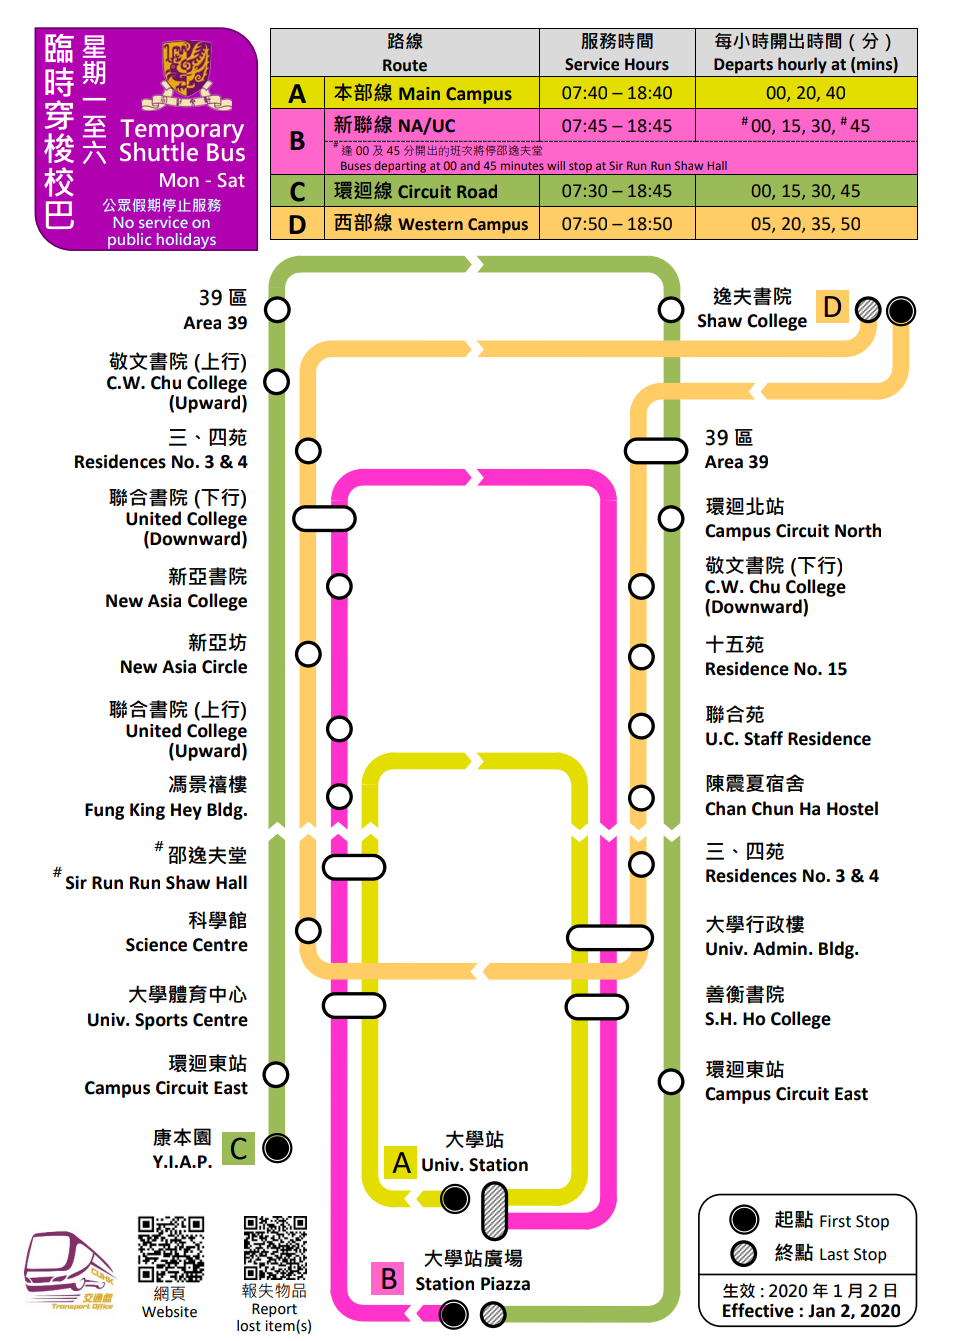 臨時穿梭校巴
星期一至六
Temporary
Shuttle Bus
Mon - Sat
公眾假期停止服務
No service on
public holidays
路線 服務時間 每小時開出時間 ( 分 )
Route Service Hours Departs hourly at (mins)
A 本部線 Main Campus 07:40 – 18:40 00, 20, 40
B 新聯線 NA/UC 07:45 – 18:45 #00, 15, 30, #45
# 逢 00 及 45 分開出的班次將停邵逸夫堂
Buses departing at 00 and 45 minutes will stop at Sir Run Run Shaw Hall
C 環迴線 Circuit Road 07:30 – 18:45 00, 15, 30, 45
D 西部線 Western Campus 07:50 – 18:50 05, 20, 35, 50
39 區
Area 39
敬文書院 (上行)
C.W. Chu College
(Upward)
三、四苑
Residences No. 3 & 4
聯合書院 (下行)
United College
(Downward)
新亞書院
New Asia College
新亞坊
New Asia Circle
聯合書院 (上行)
United College
(Upward)
馮景禧樓
Fung King Hey Bldg.
# 邵逸夫堂
# Sir Run Run Shaw Hall
科學館
Science Centre
大學體育中心
Univ. Sports Centre
環迴東站
Campus Circuit East
康本園
Y.I.A.P.
C
逸夫書院
Shaw College
D
39 區
Area 39
環迴北站
Campus Circuit North
敬文書院 (下行)
C.W. Chu College
(Downward)
十五苑
Residence No. 15
聯合苑
U.C. Staff Residence
陳震夏宿舍
Chan Chun Ha Hostel
三、四苑
Residences No. 3 & 4
大學行政樓
Univ. Admin. Bldg.
善衡書院
S.H. Ho College
環迴東站
Campus Circuit East
大學站
A Univ. Station
大學站廣場
B Station Piazza
CUHK
交通組
Transport Office
網頁
Website
報失物品
Report
lost item(s)
起點 First Stop
終點 Last Stop
生效 : 2020 年 1 月 2 日
Effective : Jan 2, 2020